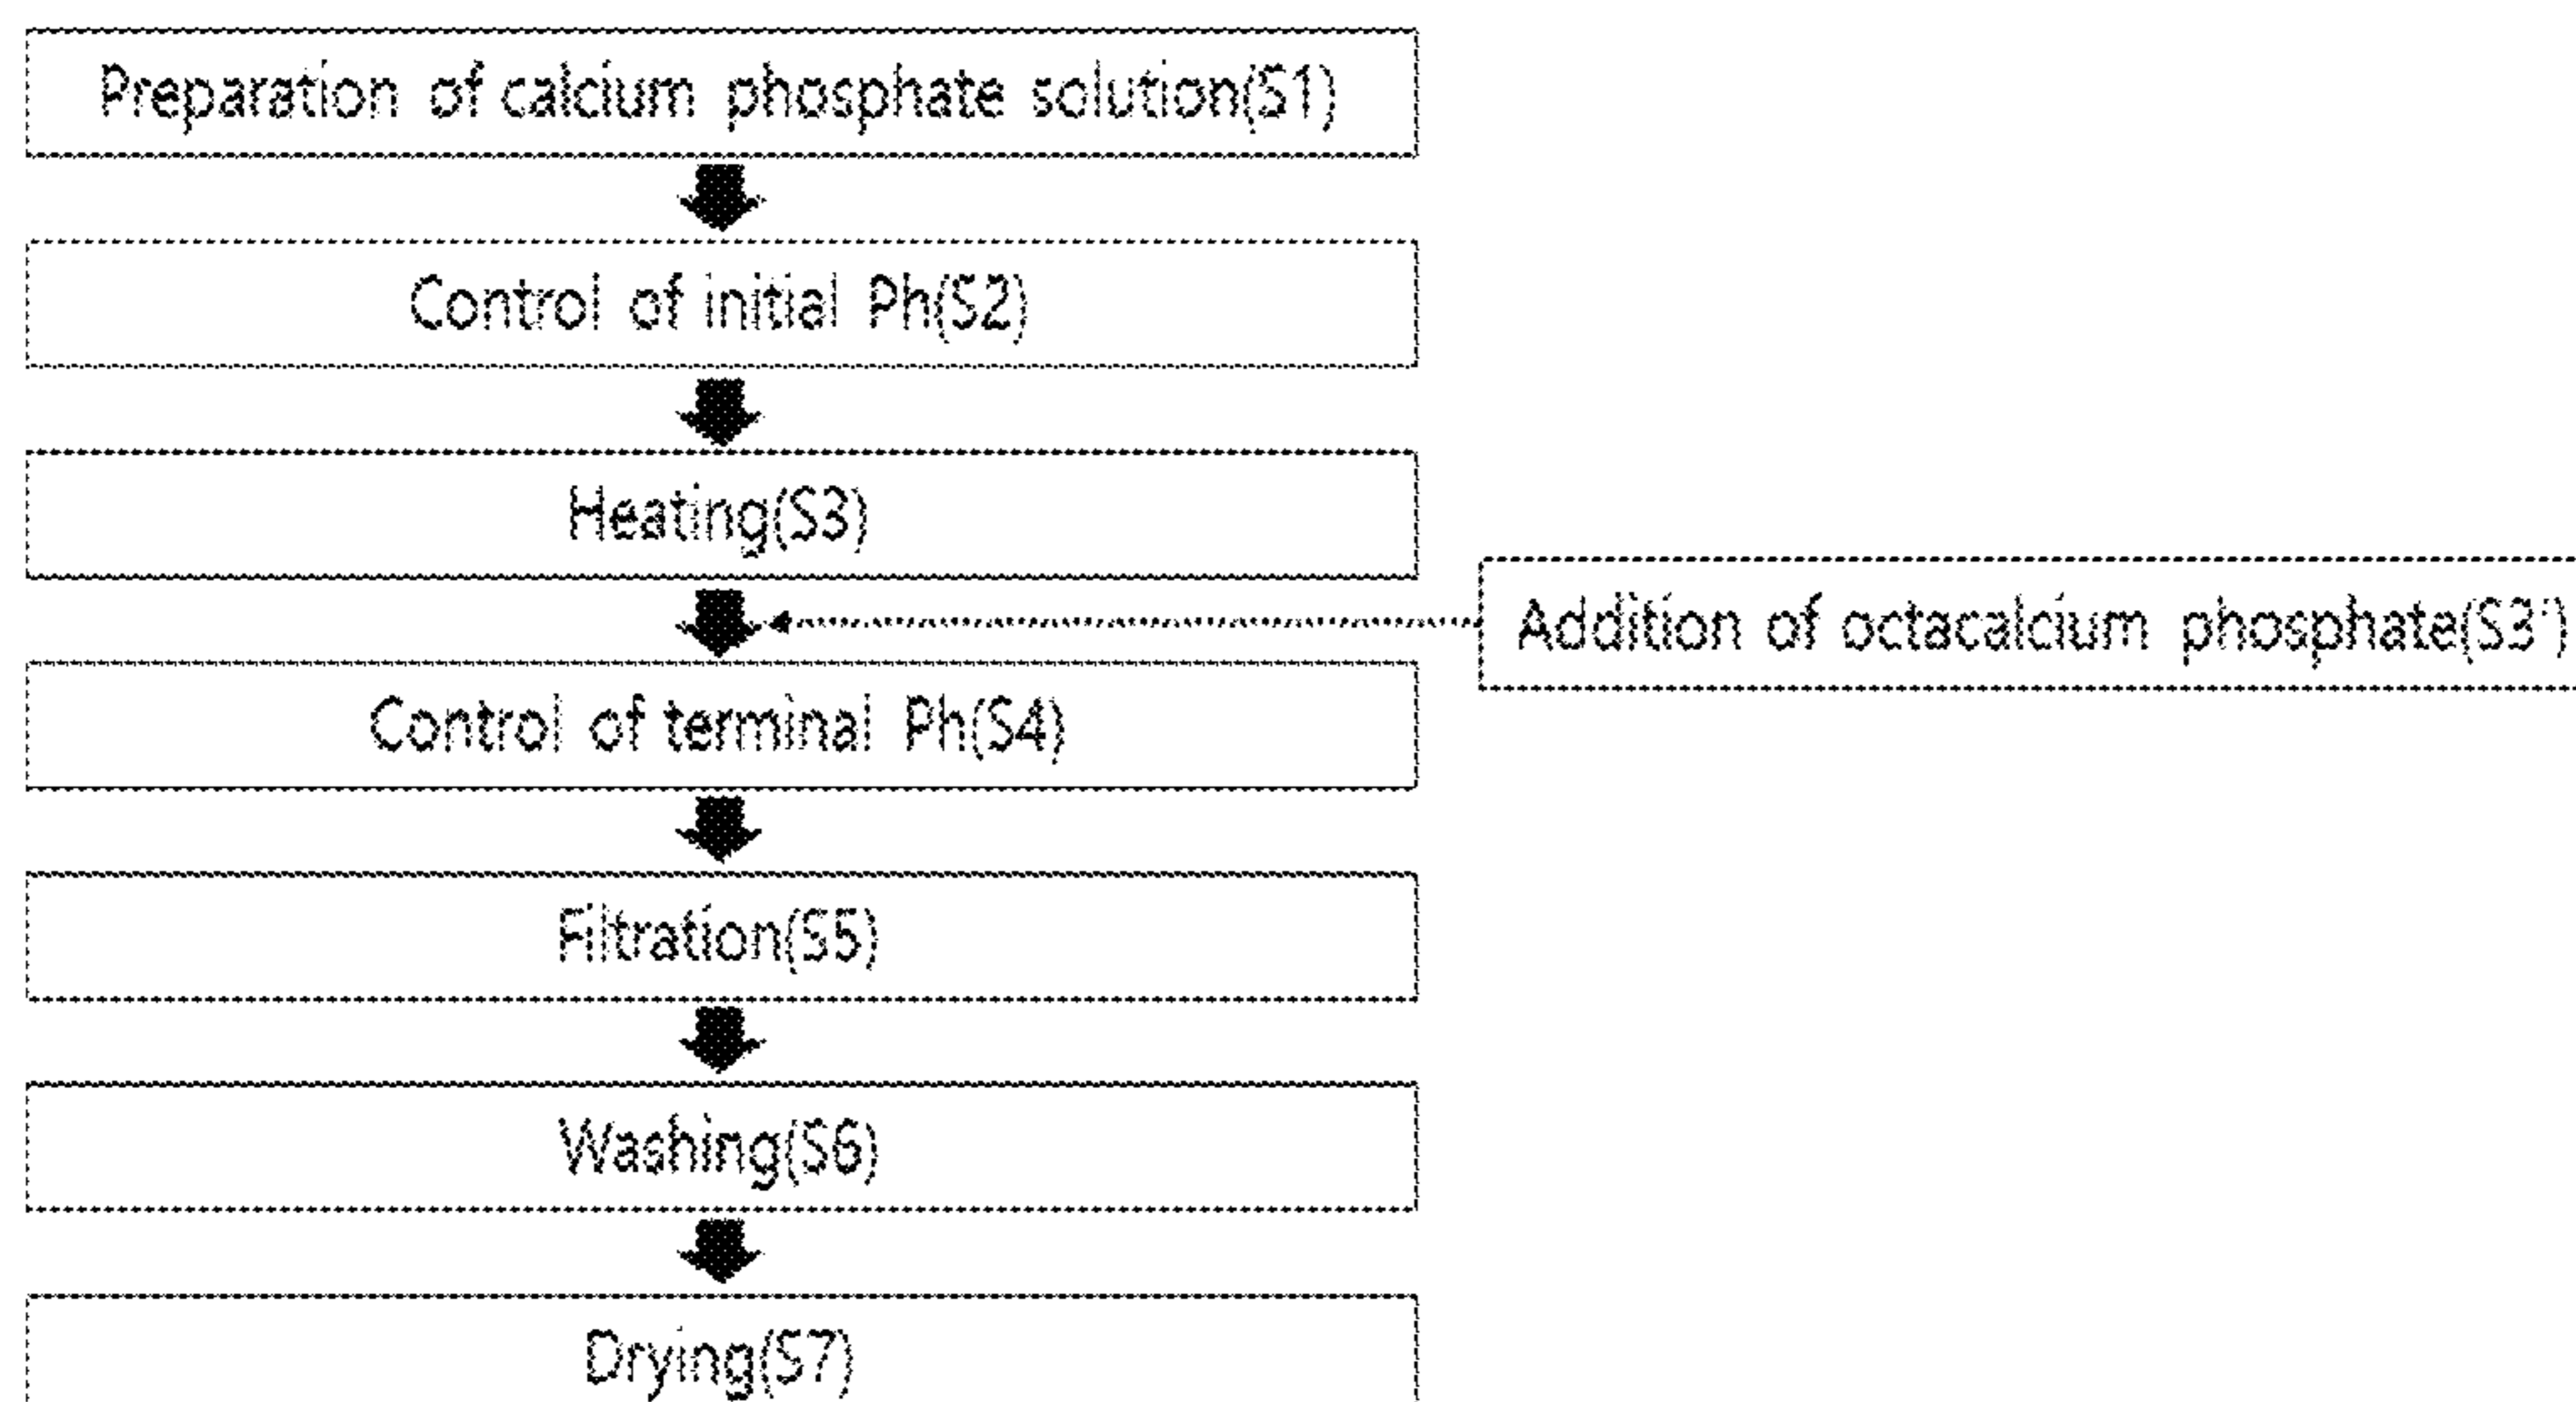 Preparation of calcium phosphate solution(S1)
Control of initial Ph(S2)
Heating(S3)
Addition of octacalcium phosphate(S3')
Control of terminal Ph(S4)
Filtration(S5)
Washing(S6)
Drying(S7)